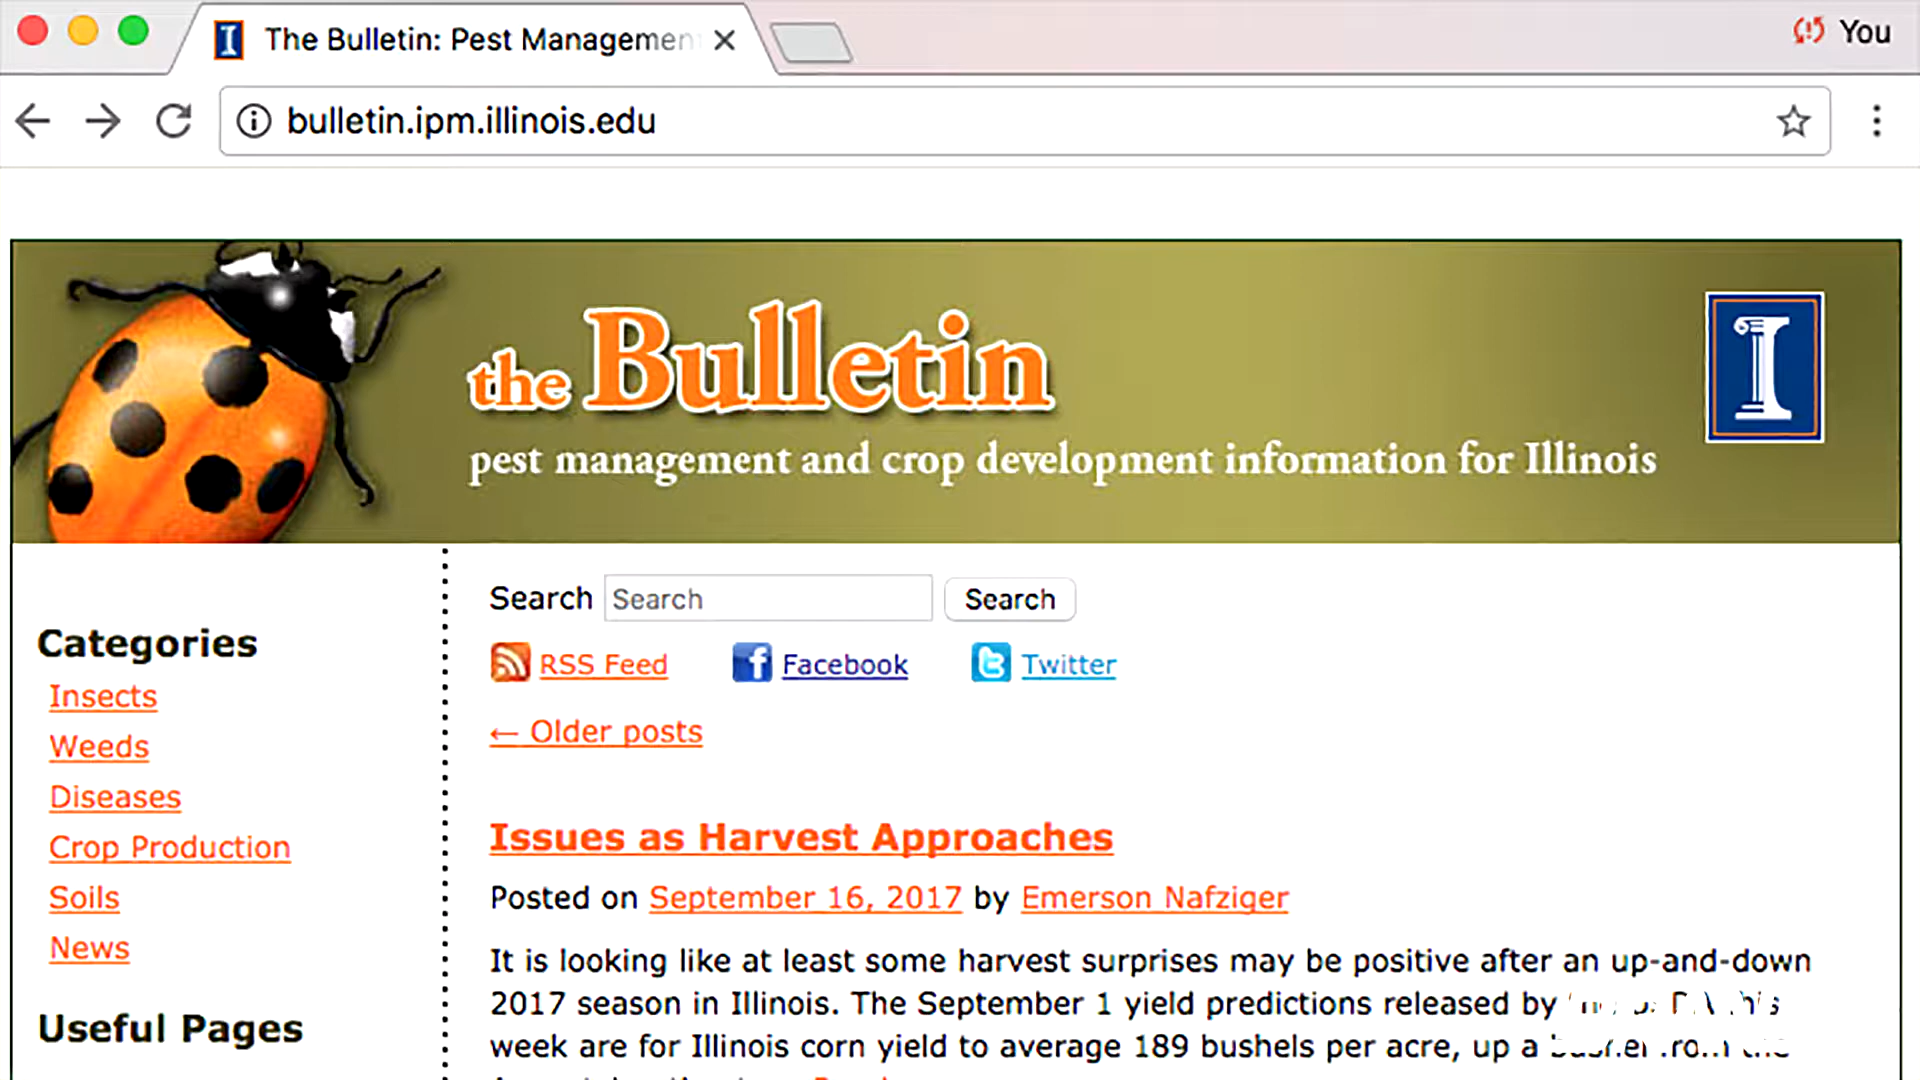 The Bulletin: Pest Managemen
You
bulletin.ipm.illinois.edu
the Bulletin
pest management and crop development information for Illinois
I
Search Search Search
RSS Feed Facebook Twitter
← Older posts
Categories
Insects
Weeds
Diseases
Crop Production
Soils
News
Useful Pages
Issues as Harvest Approaches
Posted on September 16, 2017 by Emerson Nafziger
It is looking like at least some harvest surprises may be positive after an up-and-down
2017 season in Illinois. The September 1 yield predictions released by
week are for Illinois corn yield to average 189 bushels per acre, up a